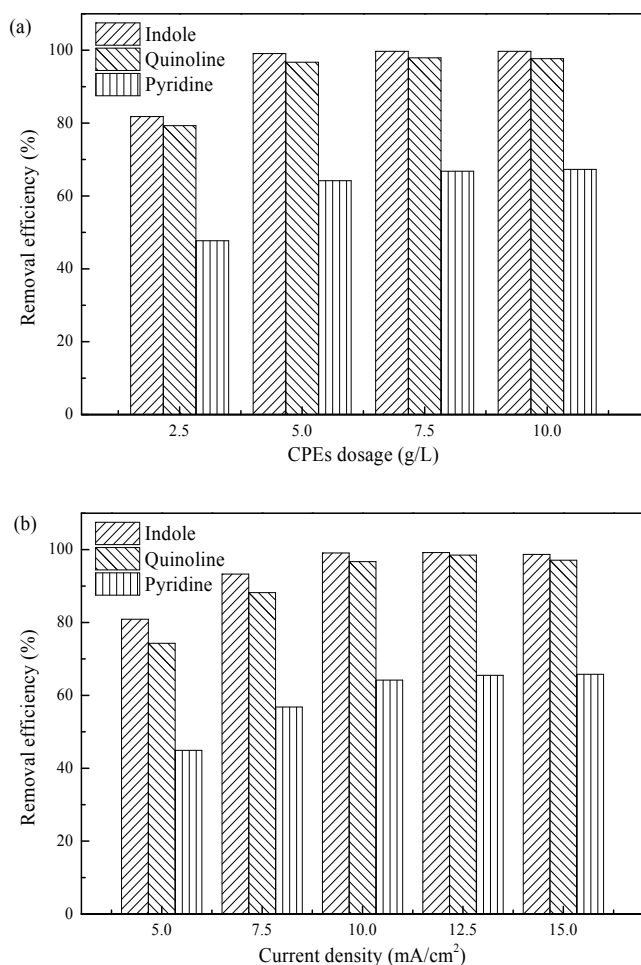 (a)
Indole
Quinoline
Pyridine
100
80
60
40
20
0
Removal efficiency (%)
2.5 5.0 7.5 10.0
CPEs dosage (g/L)
(b)
Indole
Quinoline
Pyridine
100
80
60
40
20
0
Removal efficiency (%)
5.0 7.5 10.0 12.5 15.0
Current density (mA/cm²)